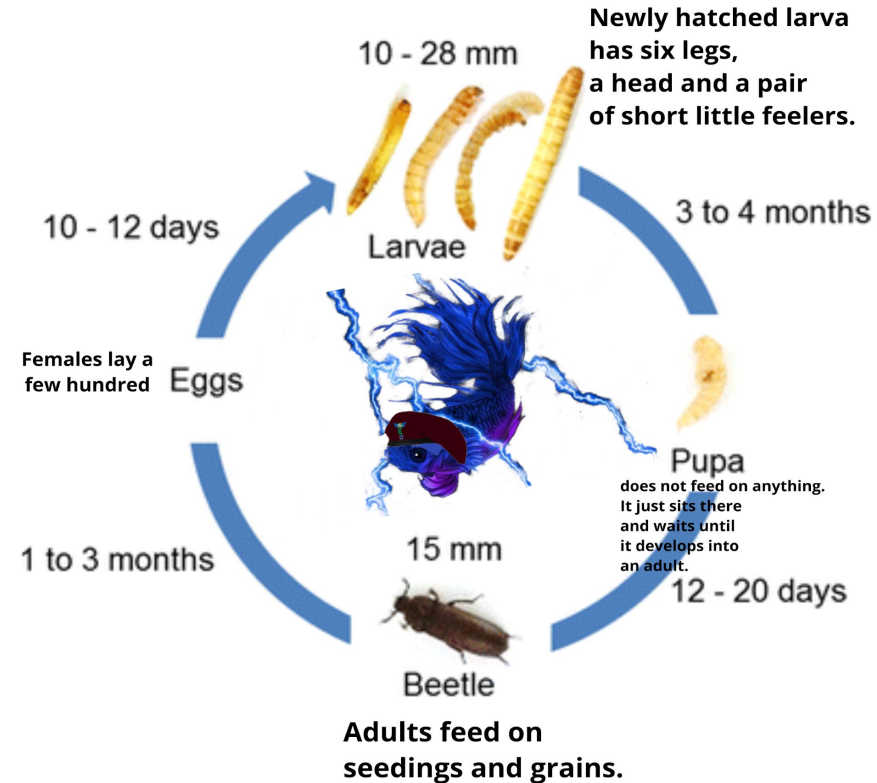 Newly hatched larva
has six legs,
a head and a pair
of short little feelers.
10 - 28 mm
Larvae
10 - 12 days
3 to 4 months
Females lay a
few hundred
Eggs
Pupa
does not feed on anything.
It just sits there
and waits until
it develops into
an adult.
12 - 20 days
1 to 3 months
15 mm
Beetle
Adults feed on
seedings and grains.